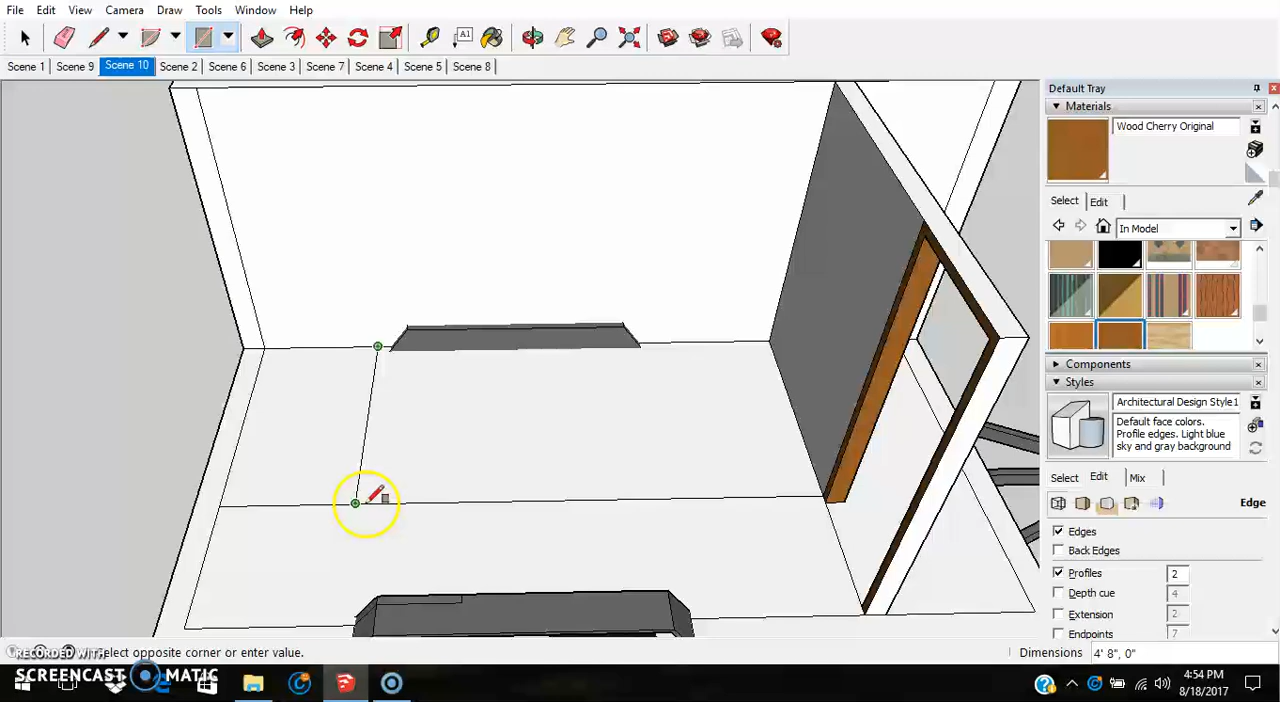 File Edit View Camera Draw Tools Window Help
A1
Scene 1 Scene 9 Scene 10 Scene 2 Scene 6 Scene 3 Scene 7 Scene 4 Scene 5 Scene 8
Default Tray
Materials
Wood Cherry Original
Select Edit
In Model
Components
Styles
Architectural Design Style1
Default face colors.
Profile edges. Light blue
sky and gray background
Select Edit Mix
Edge
Edges
Back Edges
Profiles 2
Depth cue 4
Extension 2
Endpoints 7
select opposite corner or enter value.
Dimensions 4' 8", 0"
RECORDED WITH
SCREENCAST MATIC
4:54 PM
8/18/2017